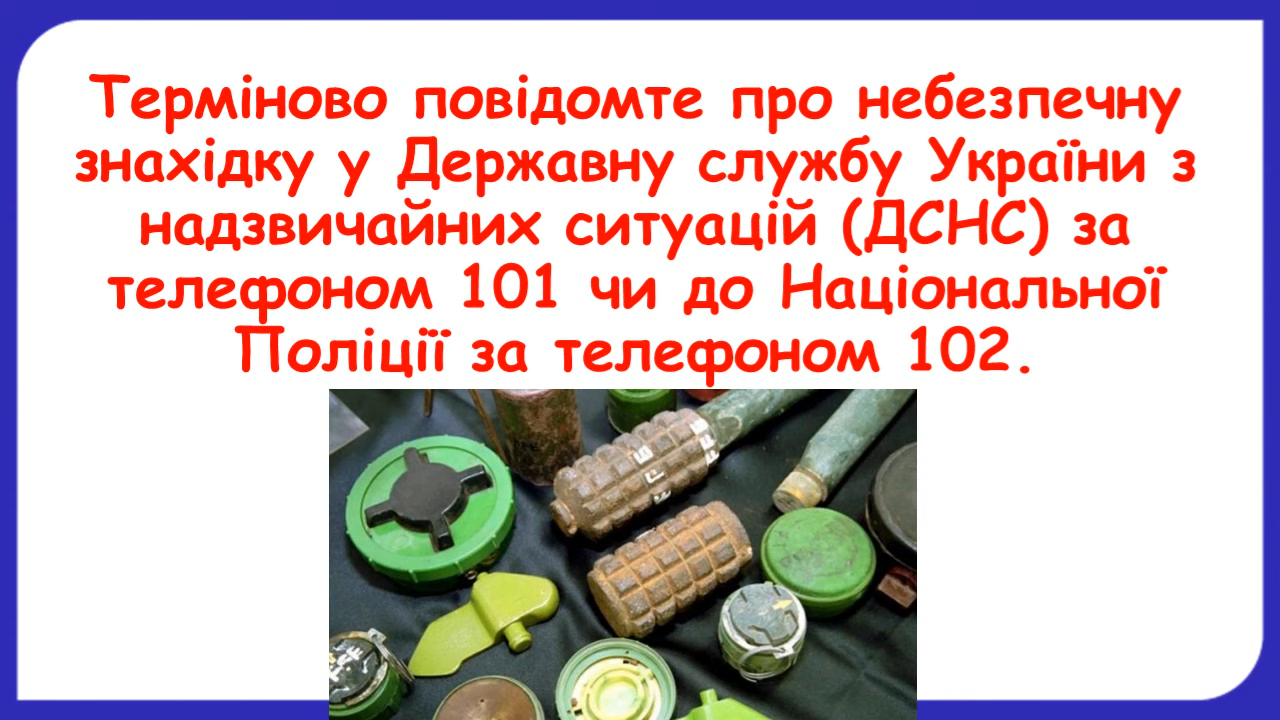 Терміново повідомте про небезпечну
знахідку у Державну службу України з
надзвичайних ситуацій (ДСНС) за
телефоном 101 чи до Національної
Поліції за телефоном 102.